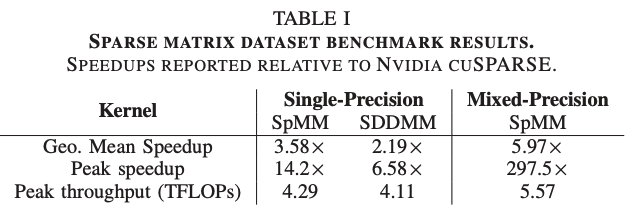 TABLE I
SPARSE MATRIX DATASET BENCHMARK RESULTS.
SPEEDUPS REPORTED RELATIVE TO NVIDIA CUSPARSE.
Kernel Single-Precision Mixed-Precision
SpMM SDDMM SpMM
Geo. Mean Speedup 3.58× 2.19× 5.97×
Peak speedup 14.2× 6.58× 297.5×
Peak throughput (TFLOPs) 4.29 4.11 5.57